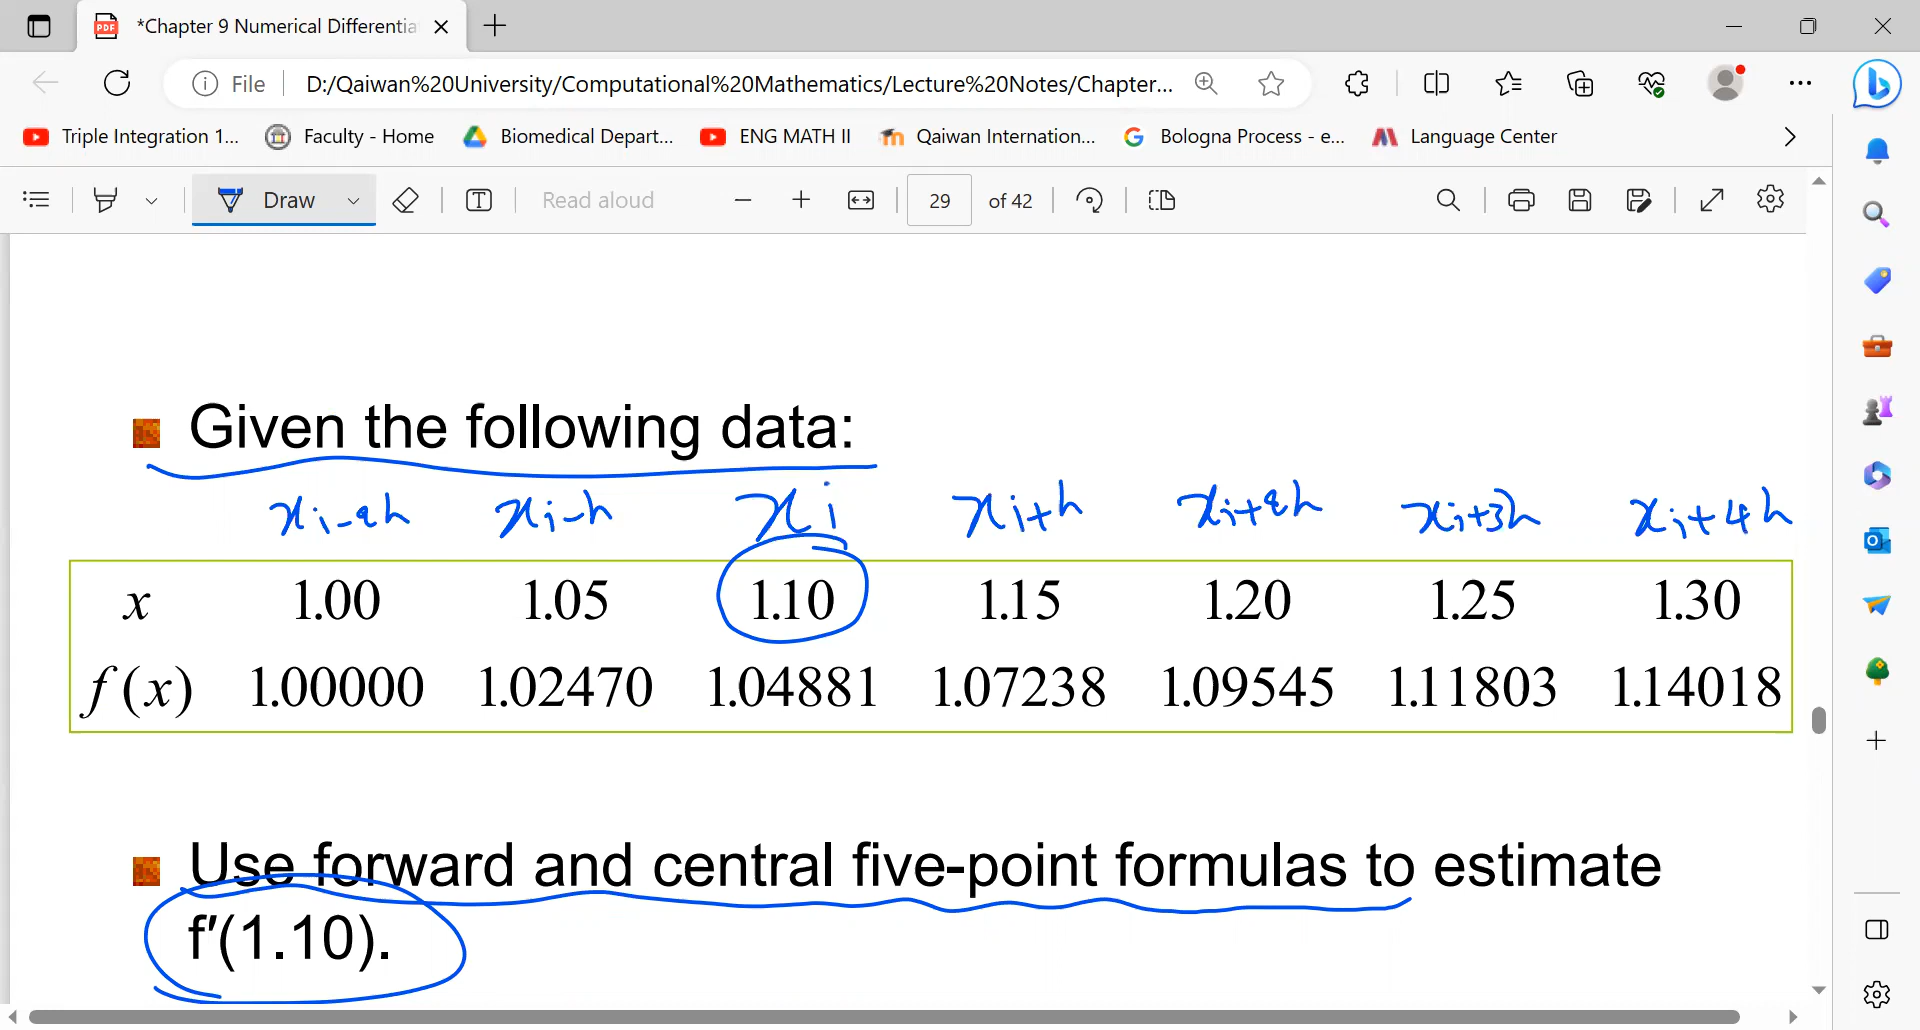 *Chapter 9 Numerical Differentia
File D:/Qaiwan%20University/Computational%20Mathematics/Lecture%20Notes/Chapter...
Triple Integration 1... Faculty - Home Biomedical Depart... ENG MATH II Qaiwan Internation... Bologna Process - e... Language Center
Draw Read aloud 29 of 42
Given the following data:
xi-2h xi-h xi xi+h xi+2h xi+3h xi+4h
x 1.00 1.05 1.10 1.15 1.20 1.25 1.30
f(x) 1.00000 1.02470 1.04881 1.07238 1.09545 1.11803 1.14018
Use forward and central five-point formulas to estimate
f′(1.10).